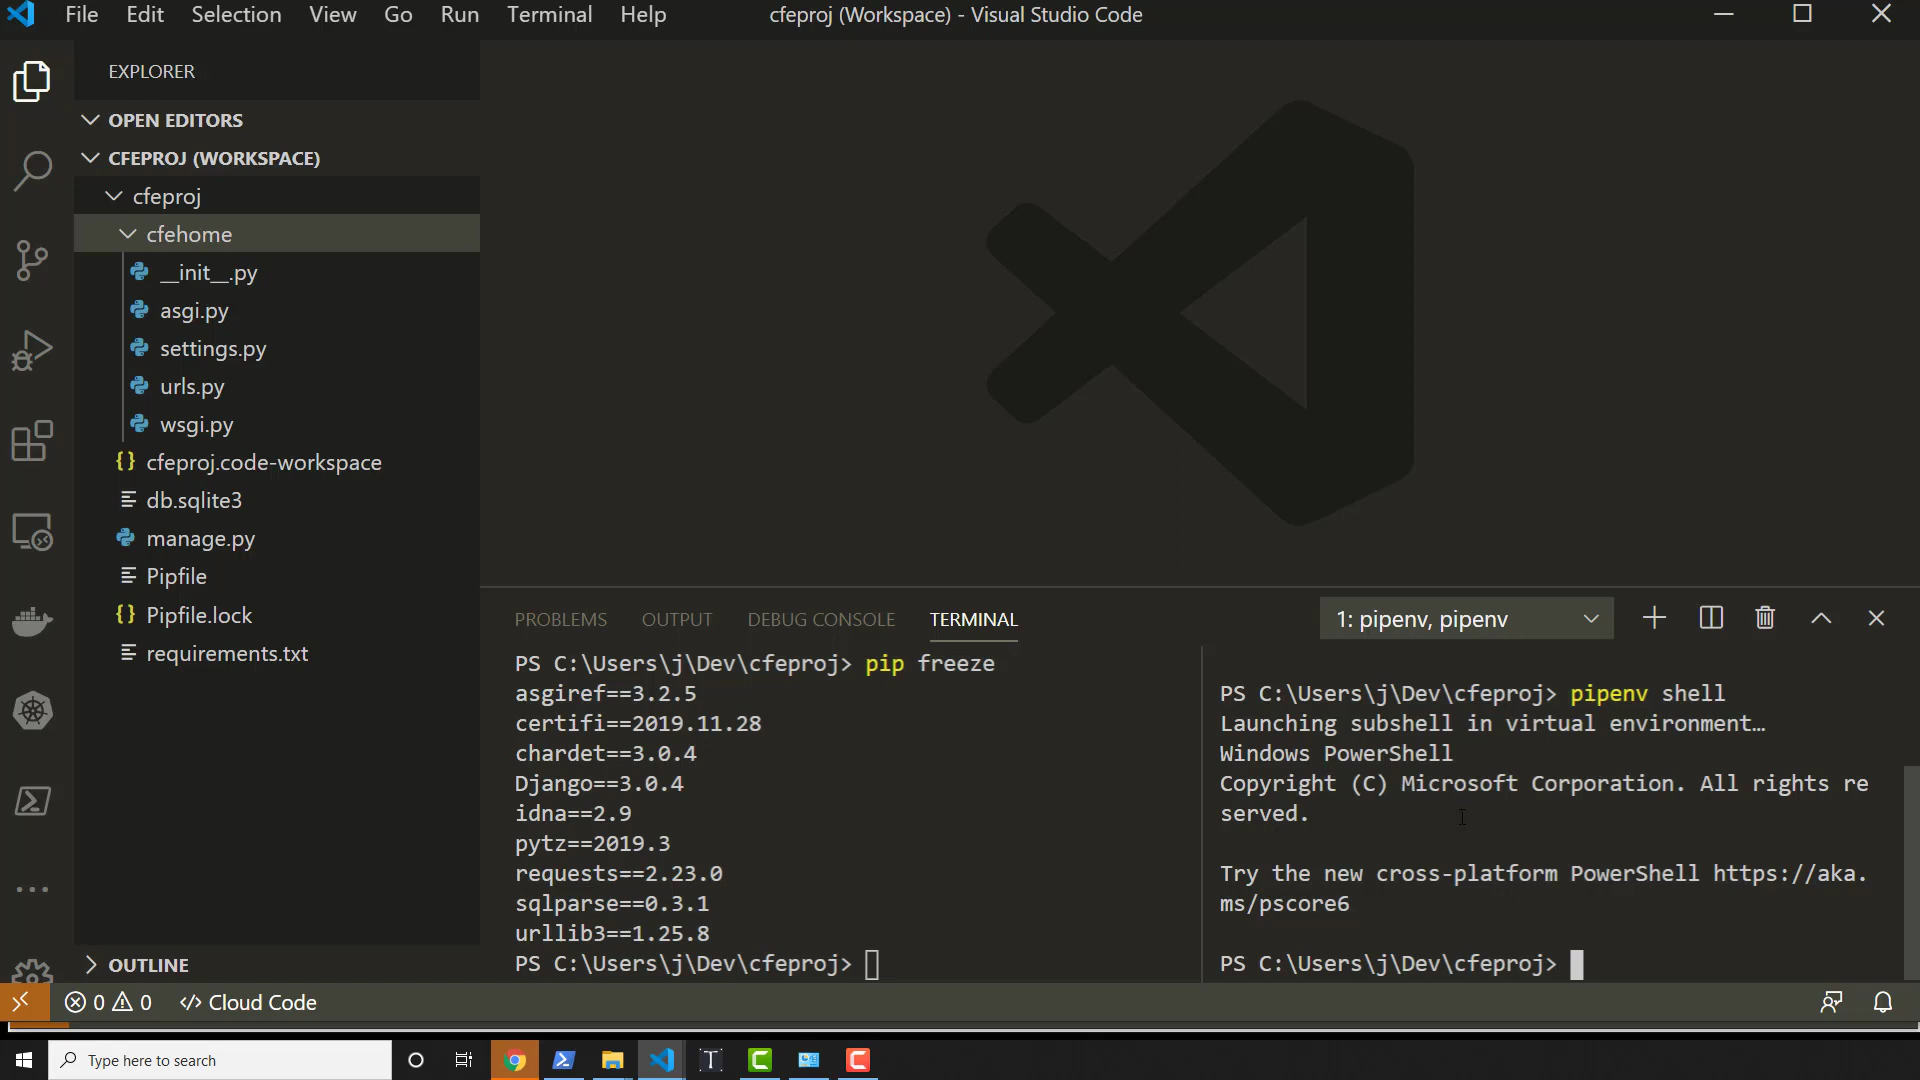 File Edit Selection View Go Run Terminal Help
cfeproj (Workspace) - Visual Studio Code
EXPLORER
OPEN EDITORS
CFEPROJ (WORKSPACE)
cfeproj
cfehome
__init__.py
asgi.py
settings.py
urls.py
wsgi.py
{} cfeproj.code-workspace
db.sqlite3
manage.py
Pipfile
{} Pipfile.lock
requirements.txt
OUTLINE
PROBLEMS OUTPUT DEBUG CONSOLE TERMINAL
1: pipenv, pipenv
PS C:\Users\j\Dev\cfeproj> pip freeze
asgiref==3.2.5
certifi==2019.11.28
chardet==3.0.4
Django==3.0.4
idna==2.9
pytz==2019.3
requests==2.23.0
sqlparse==0.3.1
urllib3==1.25.8
PS C:\Users\j\Dev\cfeproj>
PS C:\Users\j\Dev\cfeproj> pipenv shell
Launching subshell in virtual environment…
Windows PowerShell
Copyright (C) Microsoft Corporation. All rights re
served.
Try the new cross-platform PowerShell https://aka.
ms/pscore6
PS C:\Users\j\Dev\cfeproj>
0 0 </> Cloud Code
Type here to search